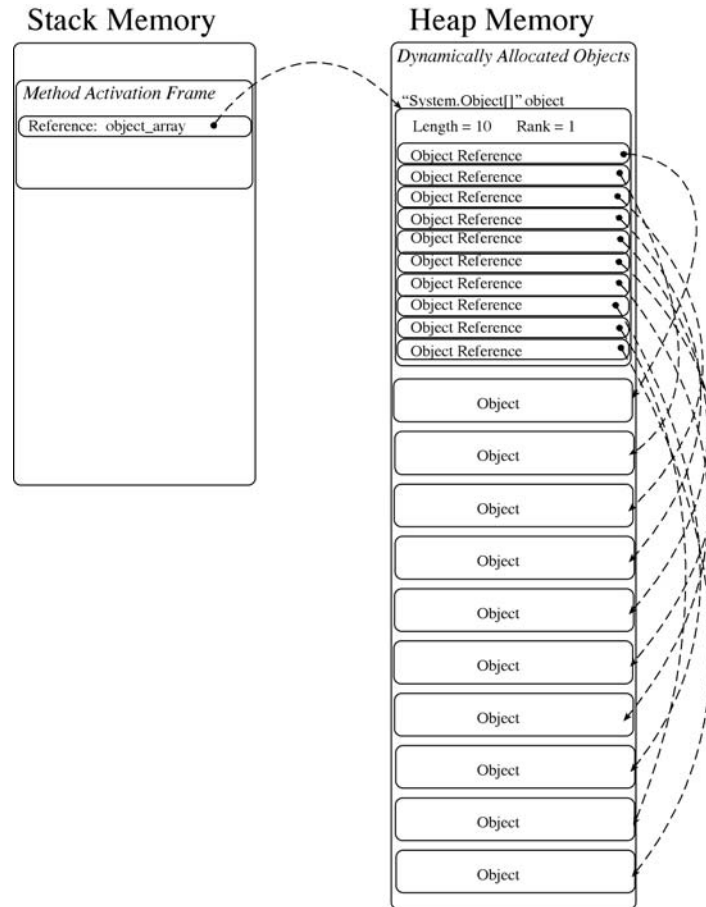 Stack Memory
Method Activation Frame
Reference: object_array
Heap Memory
Dynamically Allocated Objects
“System.Object[]” object
Length = 10 Rank = 1
Object Reference
Object Reference
Object Reference
Object Reference
Object Reference
Object Reference
Object Reference
Object Reference
Object Reference
Object Reference
Object
Object
Object
Object
Object
Object
Object
Object
Object
Object